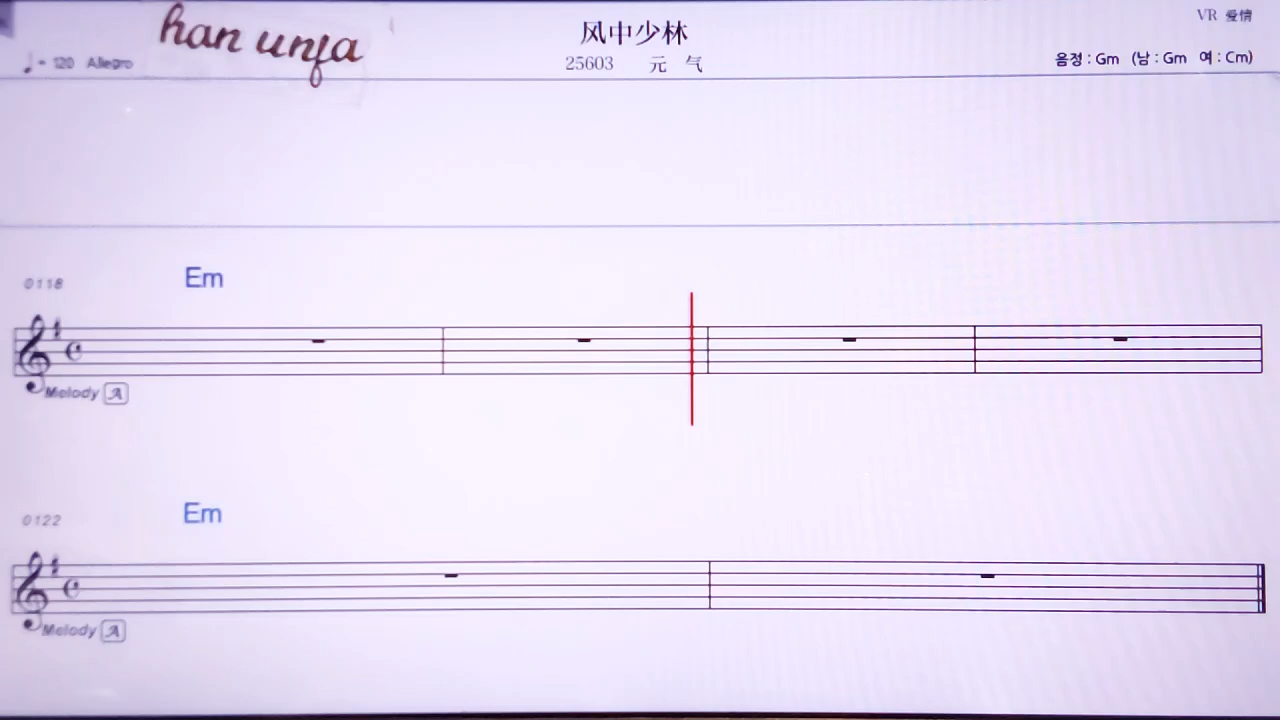 han unfa
风中少林
VR 爱情
♩= 120 Allegro
25603 元 气
음정 : Gm (남 : Gm 여 : Cm)
0118 Em
Melody A
0122 Em
Melody A